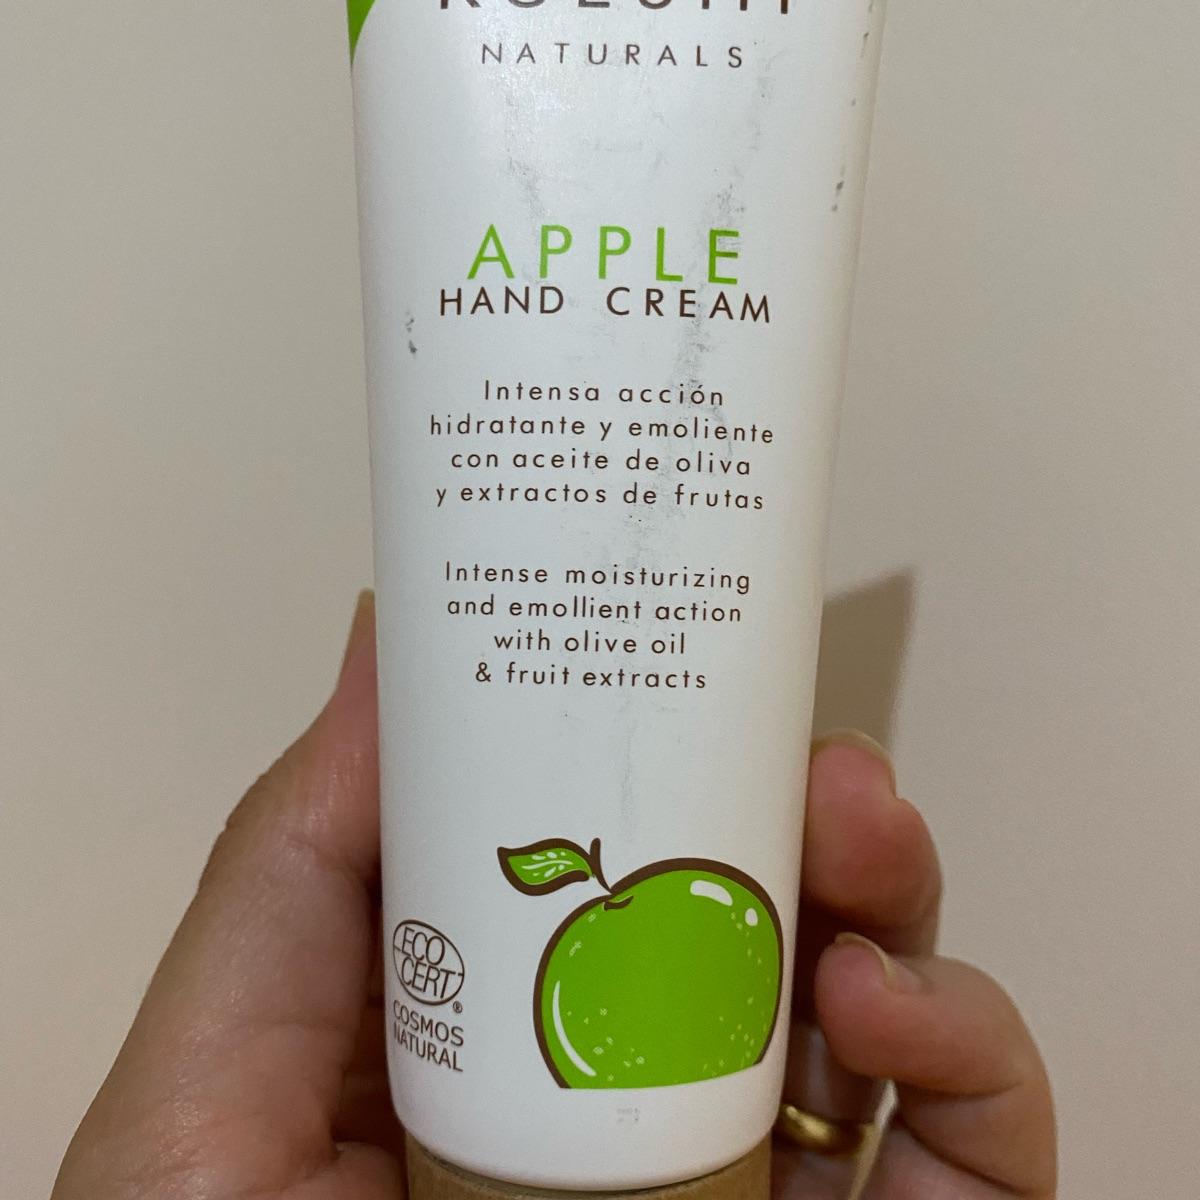 NATURALS
APPLE
HAND CREAM
Intensa acción
hidratante y emoliente
con aceite de oliva
y extractos de frutas
Intense moisturizing
and emollient action
with olive oil
& fruit extracts
ECO
CERT®
COSMOS
NATURAL